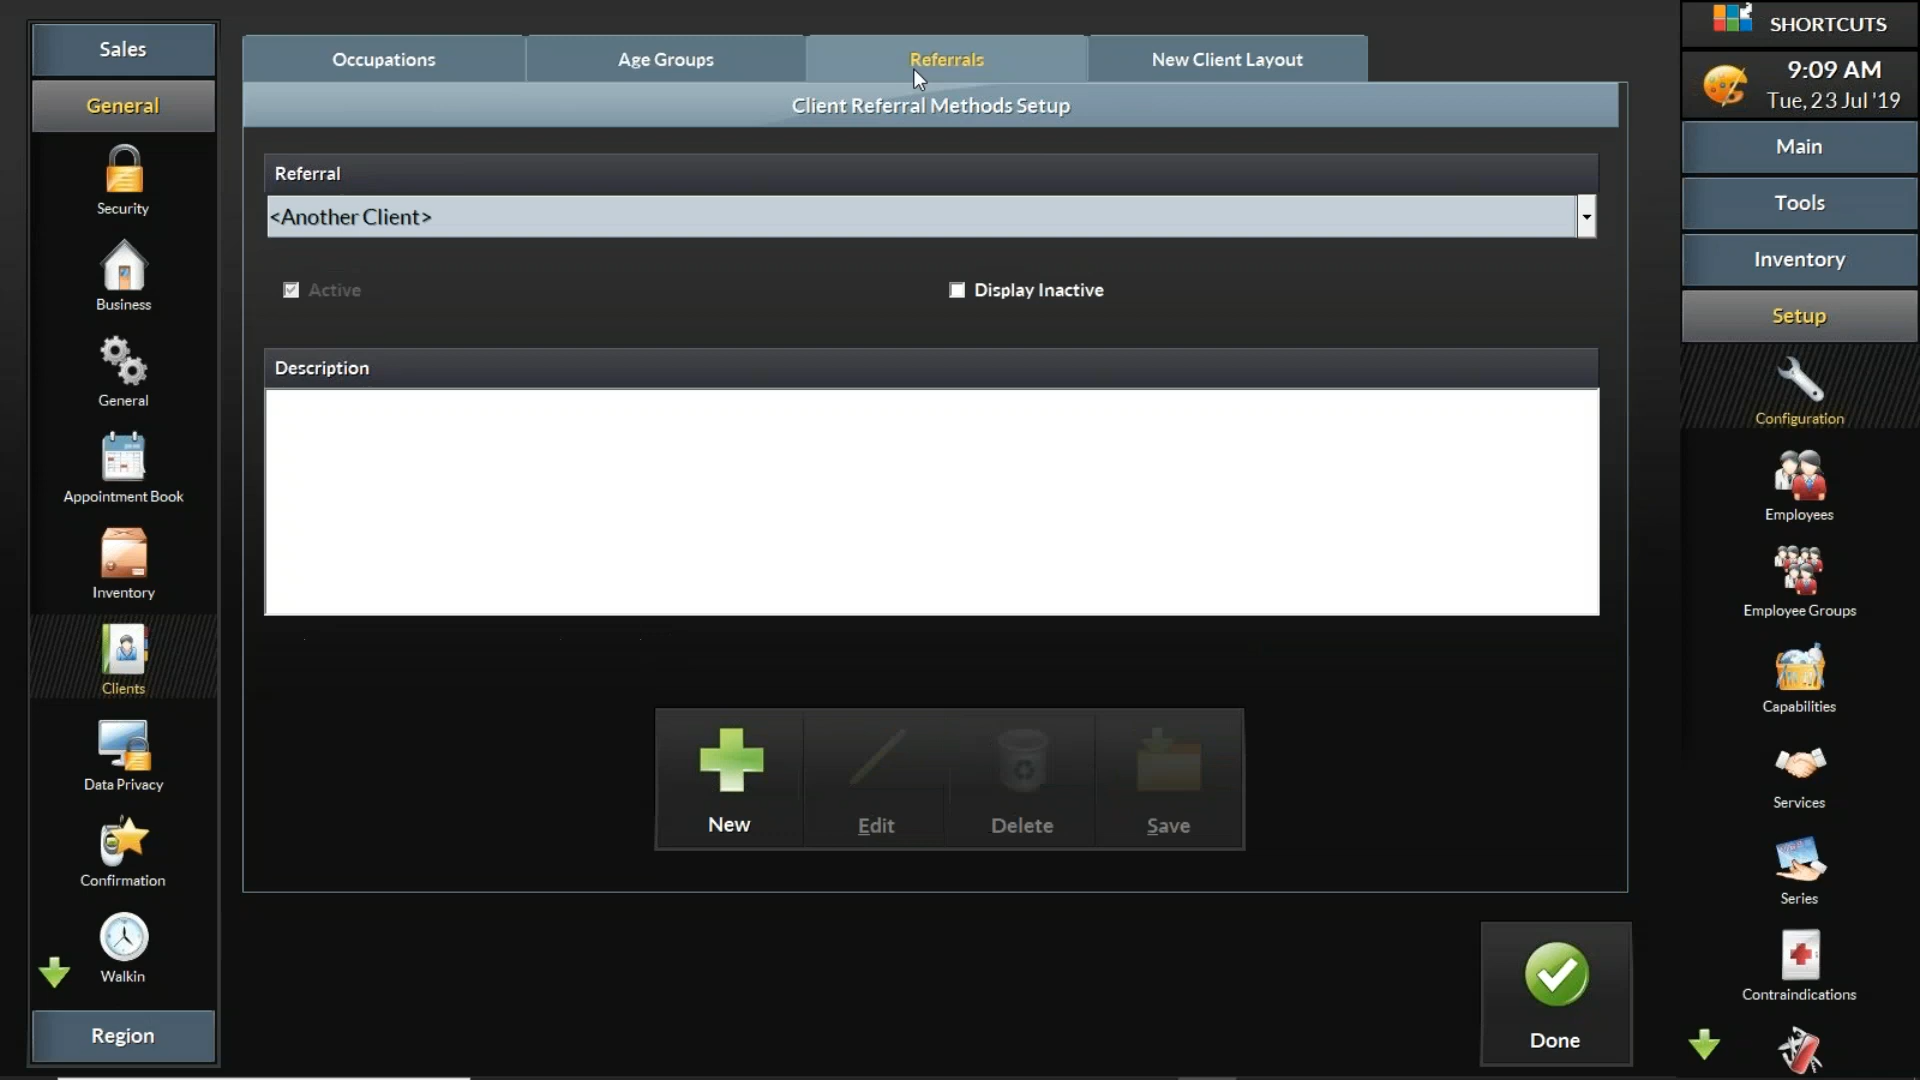 Sales
General
Security
Business
General
Appointment Book
Inventory
Clients
Data Privacy
Confirmation
Walkin
Region
Occupations
Age Groups
Referrals
New Client Layout
Client Referral Methods Setup
Referral
<Another Client>
Active
Display Inactive
Description
New
Edit
Delete
Save
Done
SHORTCUTS
9:09 AM
Tue, 23 Jul '19
Main
Tools
Inventory
Setup
Configuration
Employees
Employee Groups
Capabilities
Services
Series
Contraindications